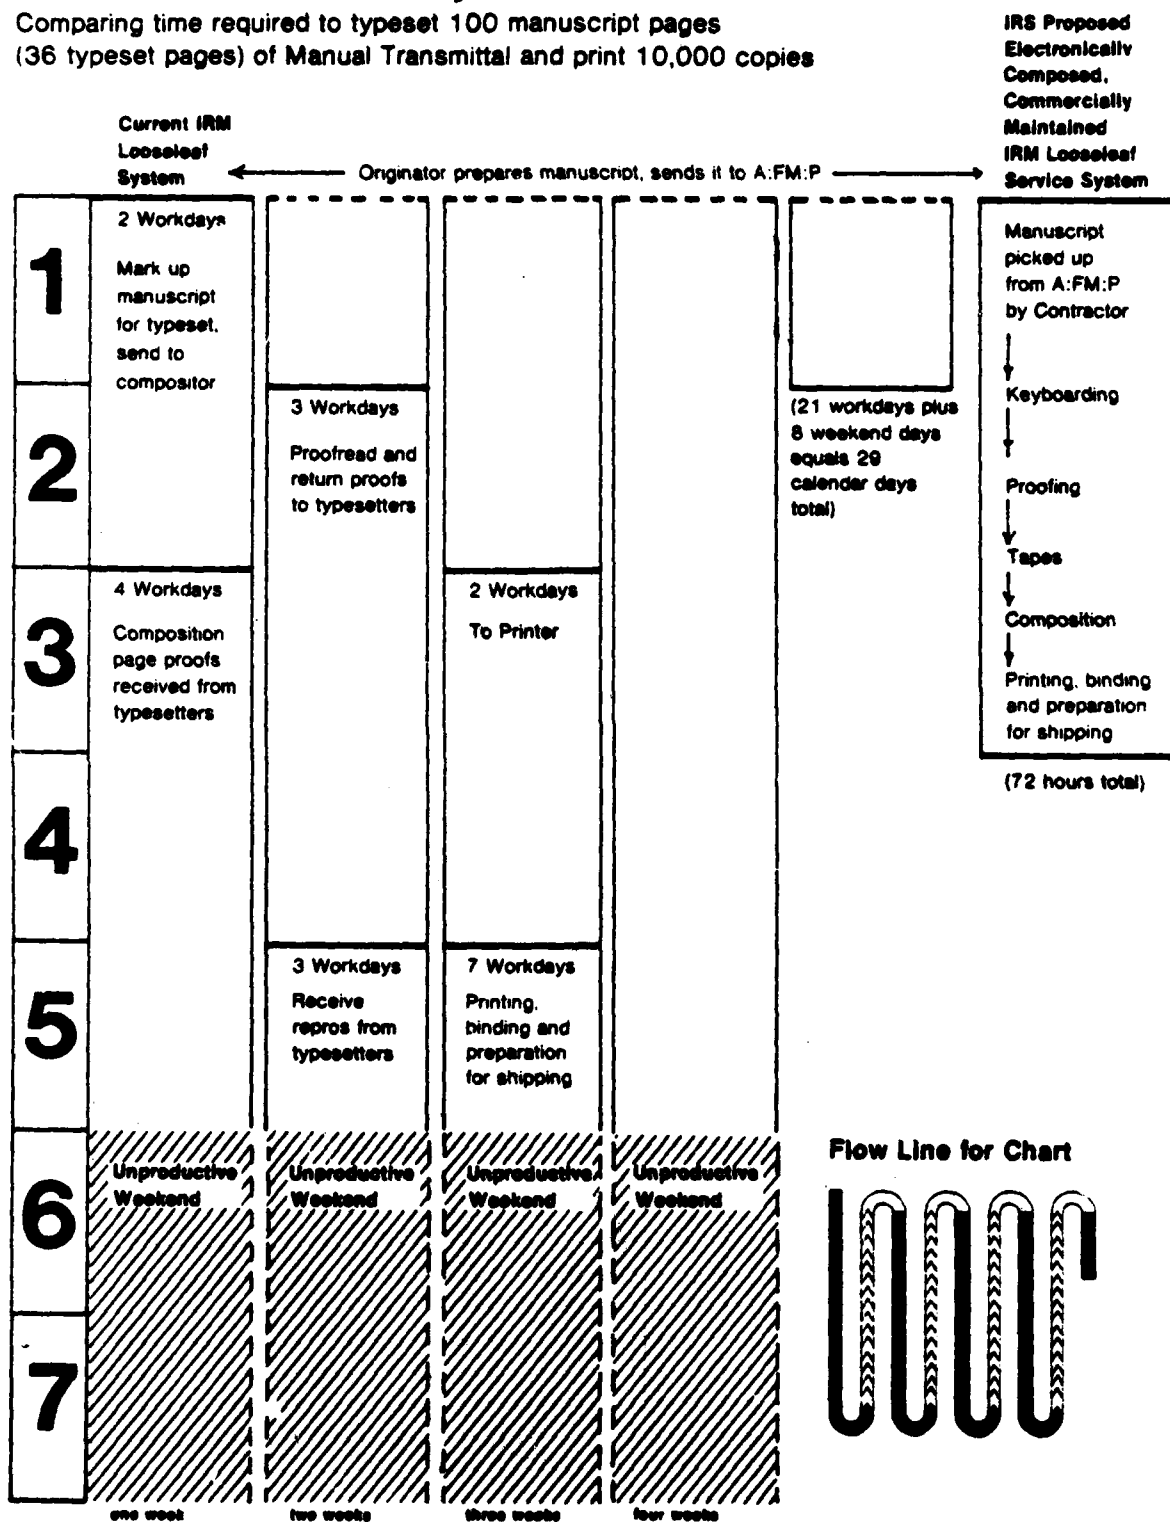 Comparing time required to typeset 100 manuscript pages
(36 typeset pages) of Manual Transmittal and print 10,000 copies
IRS Proposed
Electronically
Composed,
Commercially
Maintained
IRM Looseleaf
Service System
Current IRM
Looseleaf
System
Originator prepares manuscript, sends it to A:FM:P
1
2
3
4
5
6
7
2 Workdays
Mark up
manuscript
for typeset,
send to
compositor
4 Workdays
Composition
page proofs
received from
typesetters
Unproductive
Weekend
one week
3 Workdays
Proofread and
return proofs
to typesetters
3 Workdays
Receive
repros from
typesetters
Unproductive
Weekend
two weeks
2 Workdays
To Printer
7 Workdays
Printing,
binding and
preparation
for shipping
Unproductive
Weekend
three weeks
Unproductive
Weekend
four weeks
(21 workdays plus
8 weekend days
equals 29
calendar days
total)
Manuscript
picked up
from A:FM:P
by Contractor
Keyboarding
Proofing
Tapes
Composition
Printing, binding
and preparation
for shipping
(72 hours total)
Flow Line for Chart